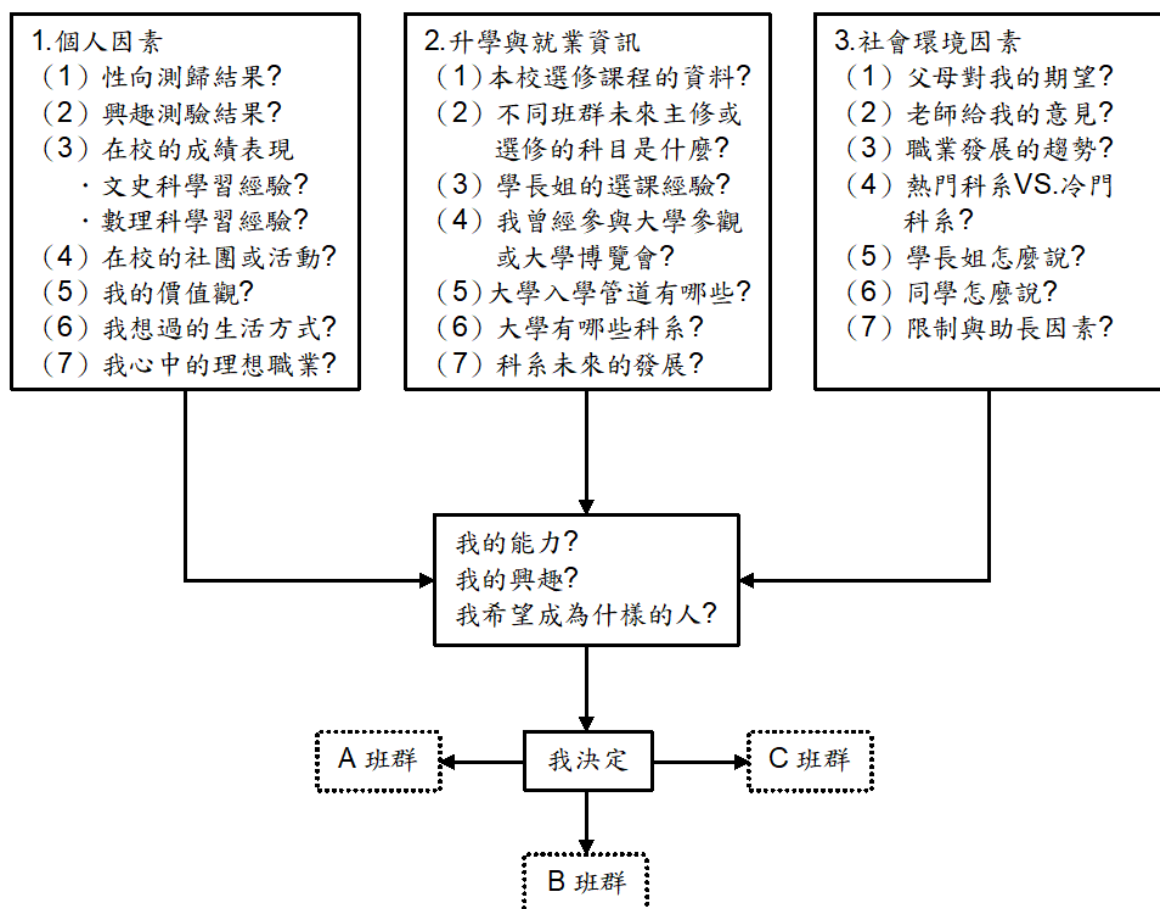 1.個人因素
（1）性向測歸結果?
（2）興趣測驗結果?
（3）在校的成績表現
・文史科學習經驗?
・數理科學習經驗?
（4）在校的社團或活動?
（5）我的價值觀?
（6）我想過的生活方式?
（7）我心中的理想職業?
2.升學與就業資訊
（1）本校選修課程的資料?
（2）不同班群未來主修或
選修的科目是什麼?
（3）學長姐的選課經驗?
（4）我曾經參與大學參觀
或大學博覽會?
（5）大學入學管道有哪些?
（6）大學有哪些科系?
（7）科系未來的發展?
3.社會環境因素
（1）父母對我的期望?
（2）老師給我的意見?
（3）職業發展的趨勢?
（4）熱門科系VS.冷門
科系?
（5）學長姐怎麼說?
（6）同學怎麼說?
（7）限制與助長因素?
我的能力?
我的興趣?
我希望成為什樣的人?
A 班群
我決定
C 班群
B 班群